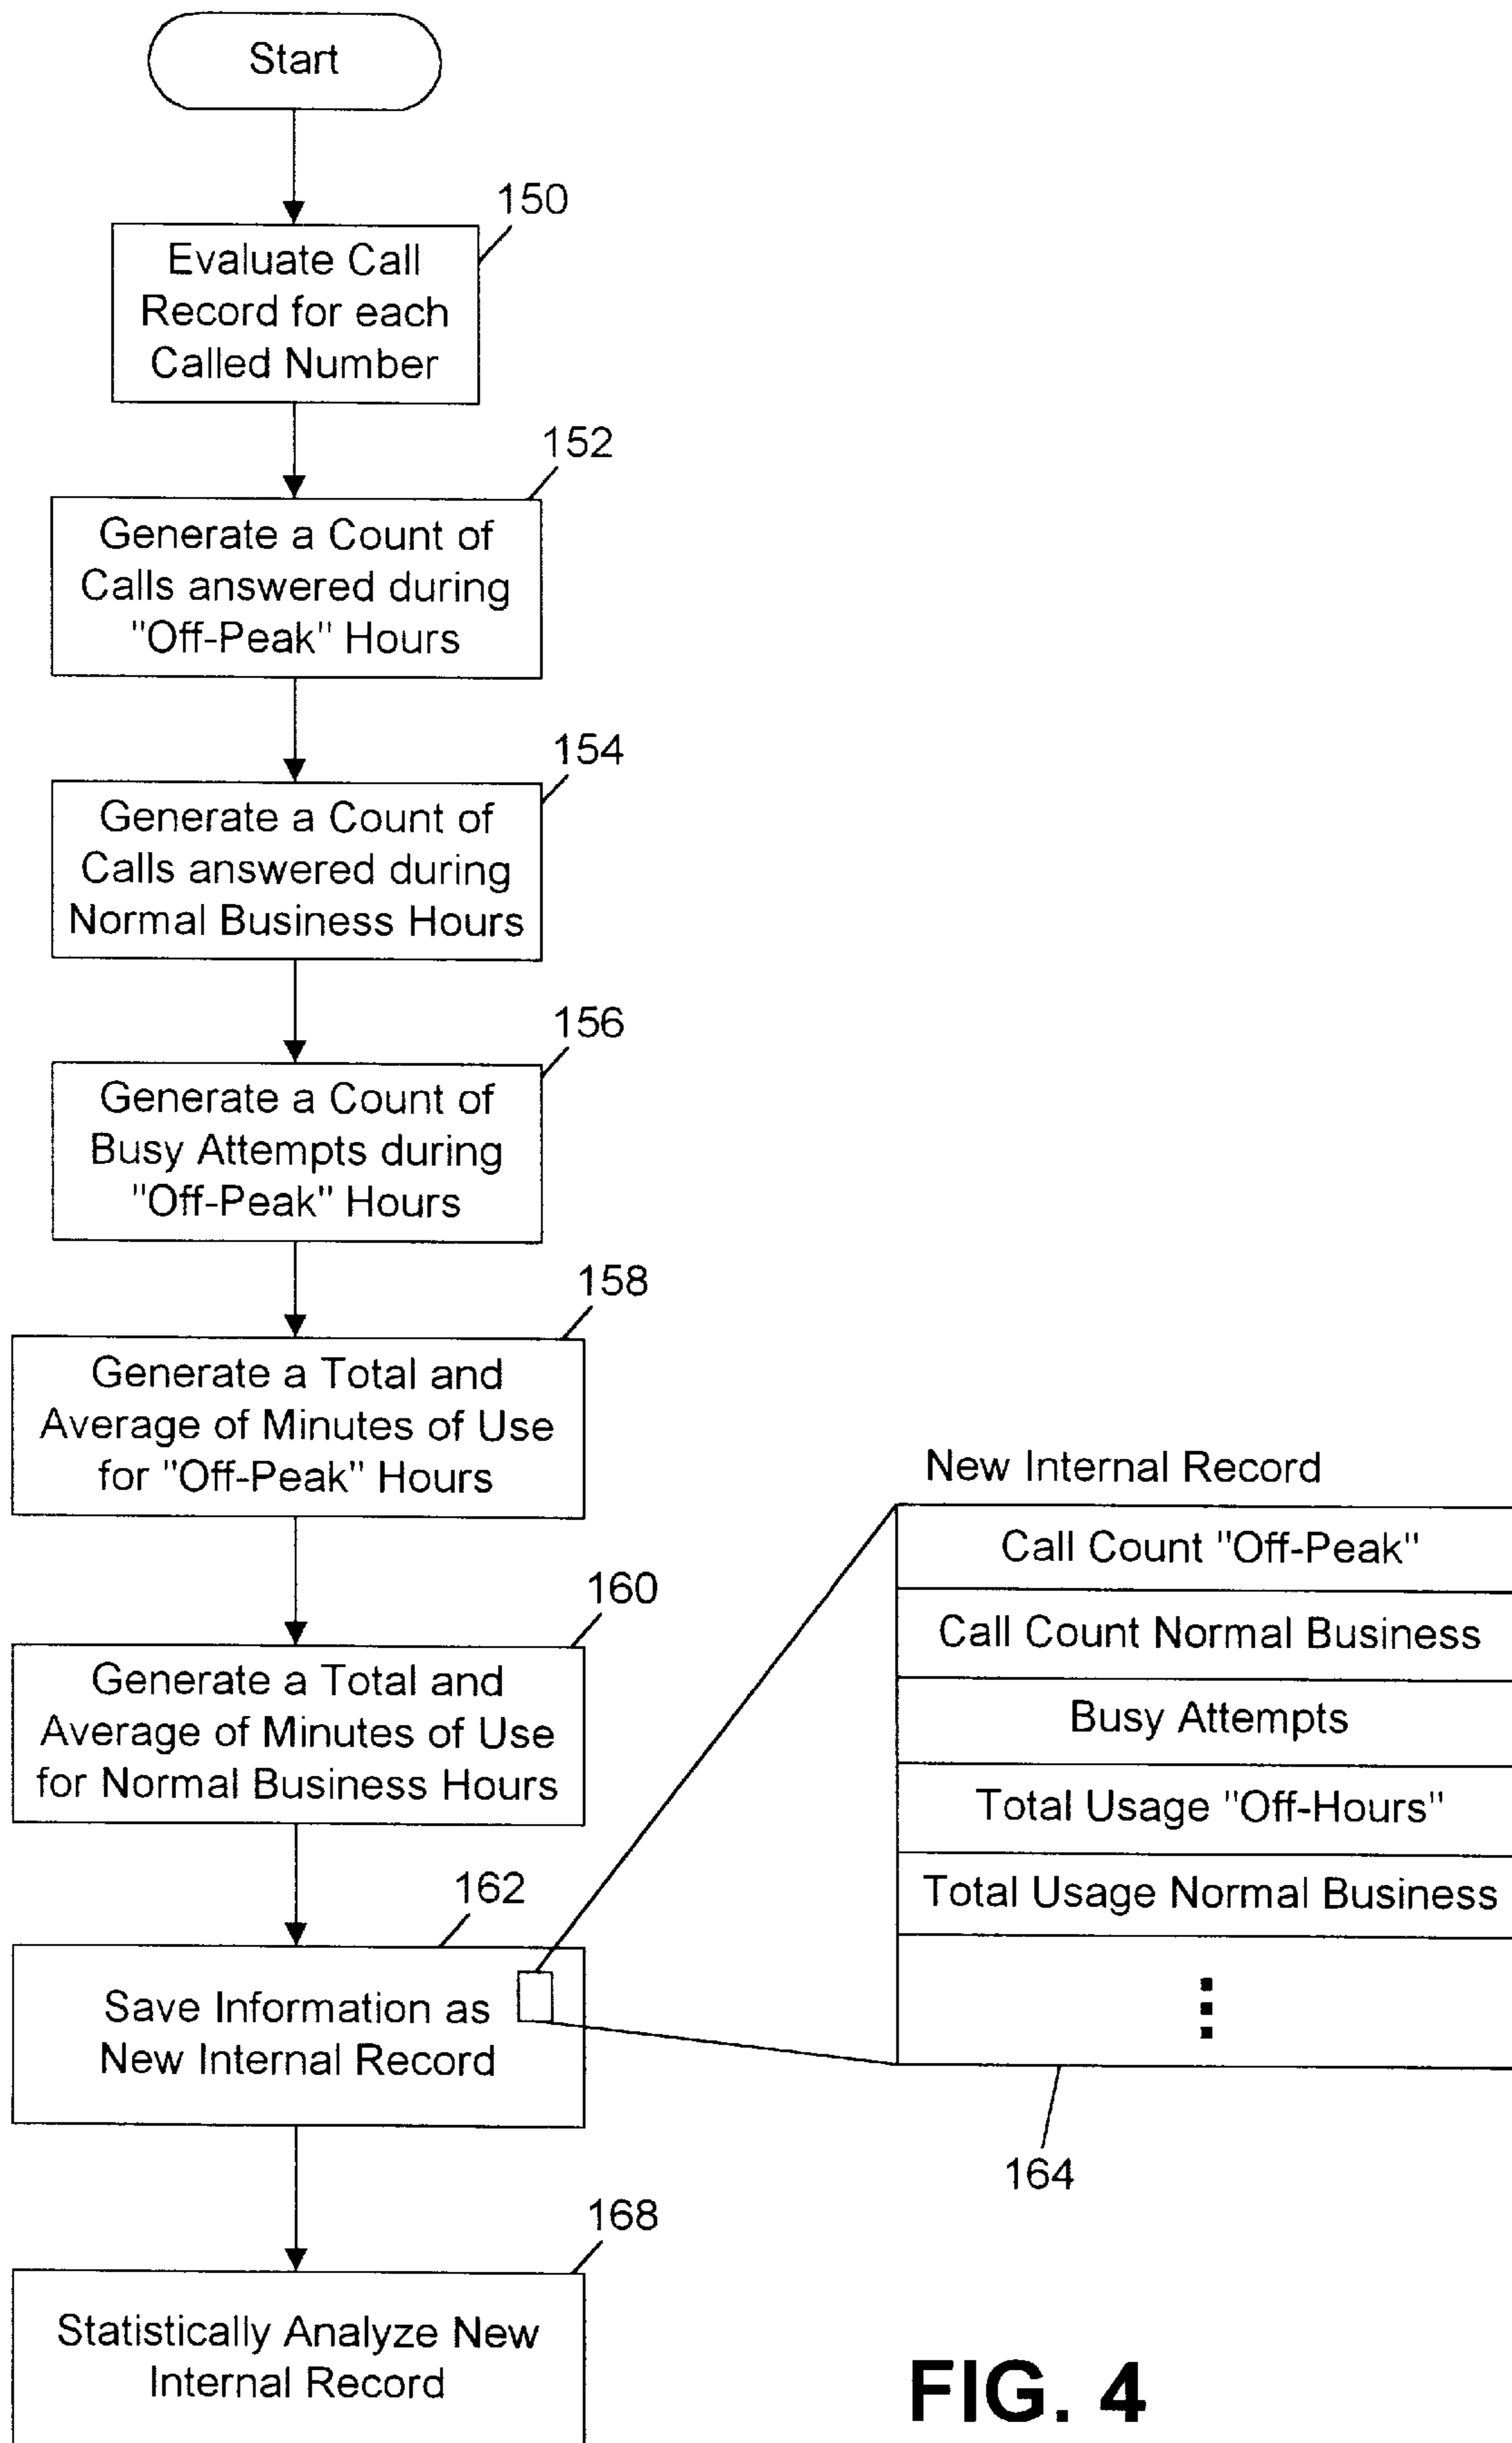 Start
150
Evaluate Call
Record for each
Called Number
152
Generate a Count of
Calls answered during
"Off-Peak" Hours
154
Generate a Count of
Calls answered during
Normal Business Hours
156
Generate a Count of
Busy Attempts during
"Off-Peak" Hours
158
Generate a Total and
Average of Minutes of Use
for "Off-Peak" Hours
160
Generate a Total and
Average of Minutes of Use
for Normal Business Hours
162
Save Information as
New Internal Record
New Internal Record
Call Count "Off-Peak"
Call Count Normal Business
Busy Attempts
Total Usage "Off-Hours"
Total Usage Normal Business
164
168
Statistically Analyze New
Internal Record
FIG. 4